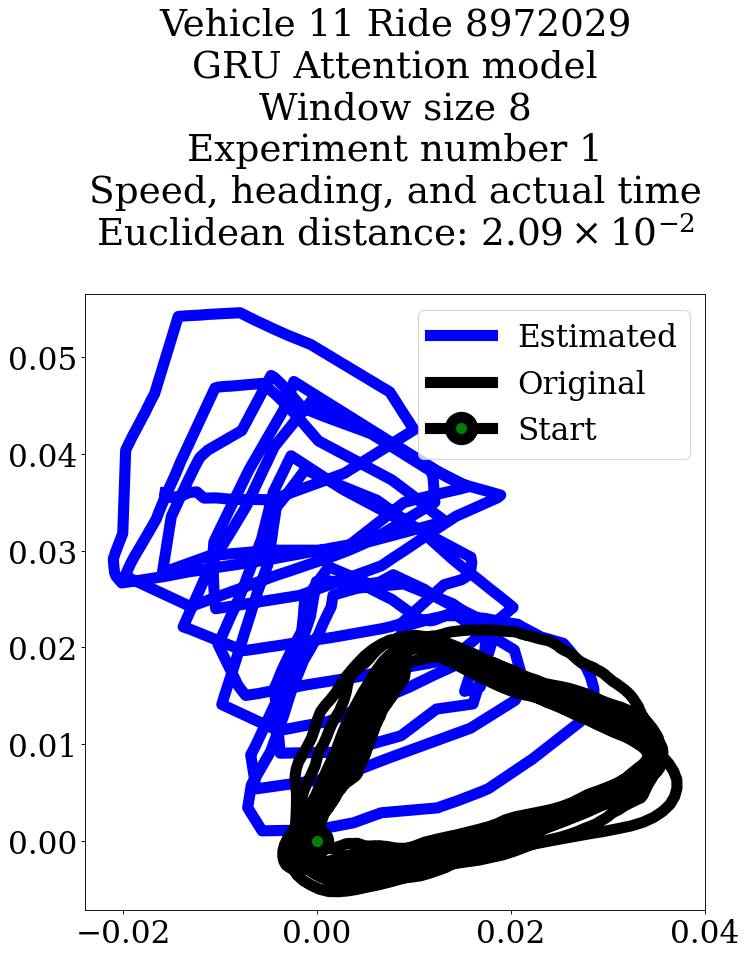 Vehicle 11 Ride 8972029
GRU Attention model
Window size 8
Experiment number 1
Speed, heading, and actual time
Euclidean distance: 2.09 × 10⁻²
Estimated
Original
Start
0.05
0.04
0.03
0.02
0.01
0.00
−0.02 0.00 0.02 0.04